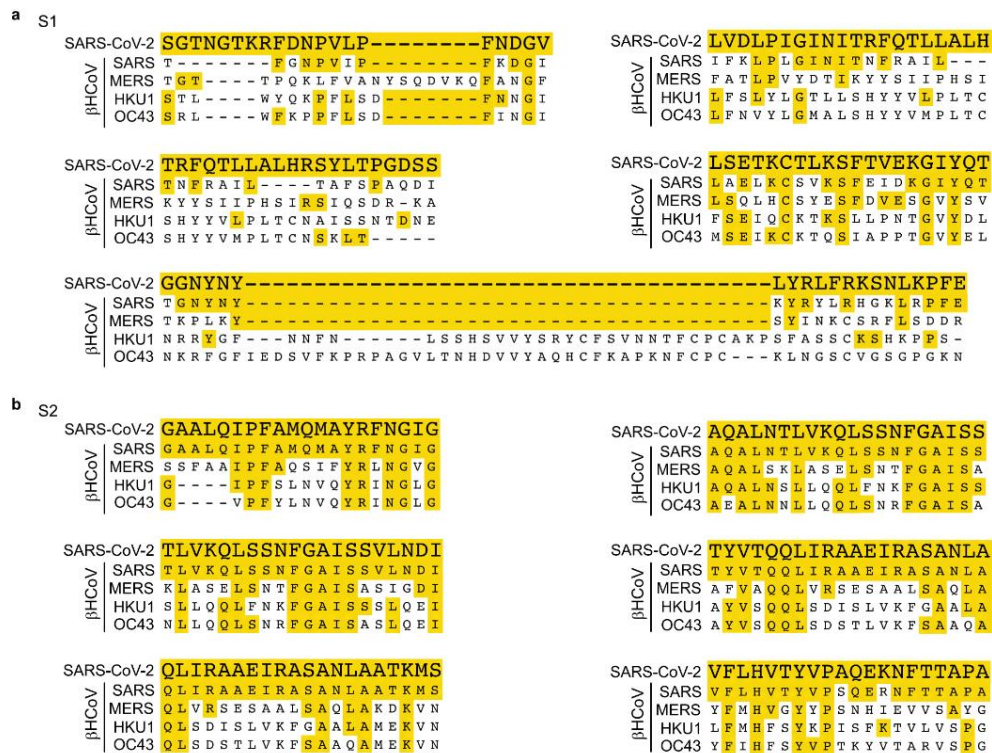 a S1
SARS-CoV-2 SGTNGTKRFDNPVLP--------FNDGV
SARS T-------FGNPVIP--------FKDGI
MERS TGT----TPQKLFVANYSQDVKQFANGF
HKU1 STL----WYQKPFLSD-------FNNGI
OC43 SRL-----FKPPFLSD-------FINGI
βHCoV
SARS-CoV-2 LVDLPIGINITRFQTLLALH
SARS IFKLPLGINITNFRAIL---
MERS FATLPVYDTIKYYSIIPHSI
HKU1 LFSLYLGTLLSHYYVLPLTC
OC43 LFNVYLGMALSHYYVMPLTC
βHCoV
SARS-CoV-2 TRFQTLLALHRSYLTPGDSS
SARS TNFRAIL----TAFSPAQDI
MERS KYYSIIPHSIRSIQSDR-KA
HKU1 SHYYVLPLTCNAISSNTDNE
OC43 SHYYVMPLTCNSKLT-----
βHCoV
SARS-CoV-2 LSETKCTLKSFTVEKGIYQT
SARS LAELKCSVKSFEIDKGIYQT
MERS LSQLHCSYESFDVESGVYSV
HKU1 FSEIQCKTKSLLPNTGVYDL
OC43 MSEIKCKTQSIAPPTGVYEL
βHCoV
SARS-CoV-2 GGNYNY---------------------------------LYRLFRKSNLKPFE
SARS TGNYNY---------------------------------KYRYLRHGKLRPFE
MERS TKPLKY---------------------------------SYINKCSRFLSDDR
HKU1 NRRYGF--NNFN-----LSSHSVVYSRYCFSVNNTFCPCAKPSFASSCKSHKPPS-
OC43 NKRFGFIEDSVFKPRPAGVLTNHDVVYAQHCFKAPKNFCPC---KLNGSCVGSGPGKN
βHCoV
b S2
SARS-CoV-2 GAALQIPFAMQMAYRFNGIG
SARS GAALQIPFAMQMAYRFNGIG
MERS SSFAAIPFAQSIFYRLNGVG
HKU1 G----IPFSLNVQYRINGLG
OC43 G-----VPFYLNVQYRINGLG
βHCoV
SARS-CoV-2 AQALNTLVKQLSSNFGAISS
SARS AQALNTLVKQLSSNFGAISS
MERS AQALSKLASELSNTFGAISA
HKU1 AQALNSLLQQLFNKFGAISS
OC43 AEALNNLLQQLSNRFGAISA
βHCoV
SARS-CoV-2 TLVKQLSSNFGAISSVLNDI
SARS TLVKQLSSNFGAISSVLNDI
MERS KLASELSNTFGAISASIGDI
HKU1 SLLQQLFNKFGAISSSLQEI
OC43 NLLQQLSNRFGAISASLQEI
βHCoV
SARS-CoV-2 TYVTQQLIRAAEIRASANLA
SARS TYVTQQLIRAAEIRASANLA
MERS AFVAQQLVRSESAALSAQLA
HKU1 AYVSQQLSDISLVKFGAALA
OC43 AYVSQQLSDSTLVKFSAAQA
βHCoV
SARS-CoV-2 QLIRAAEIRASANLAATKMS
SARS QLIRAAEIRASANLAATKMS
MERS QLVRSESAALSAQLAKDKVN
HKU1 QLSDISLVKFGAALAMEKVN
OC43 QLSDSTLVKFSAAQAMEKVN
βHCoV
SARS-CoV-2 VFLHVTYVPAQEKNFTTAPA
SARS VFLHVTYVPSQERNFTTAPA
MERS YFMHVGYYPSNHIEVVSAYG
HKU1 LFMHFSYKPISFKTVLVSPG
OC43 YFIHFSYVPTKYVTAKVSPG
βHCoV